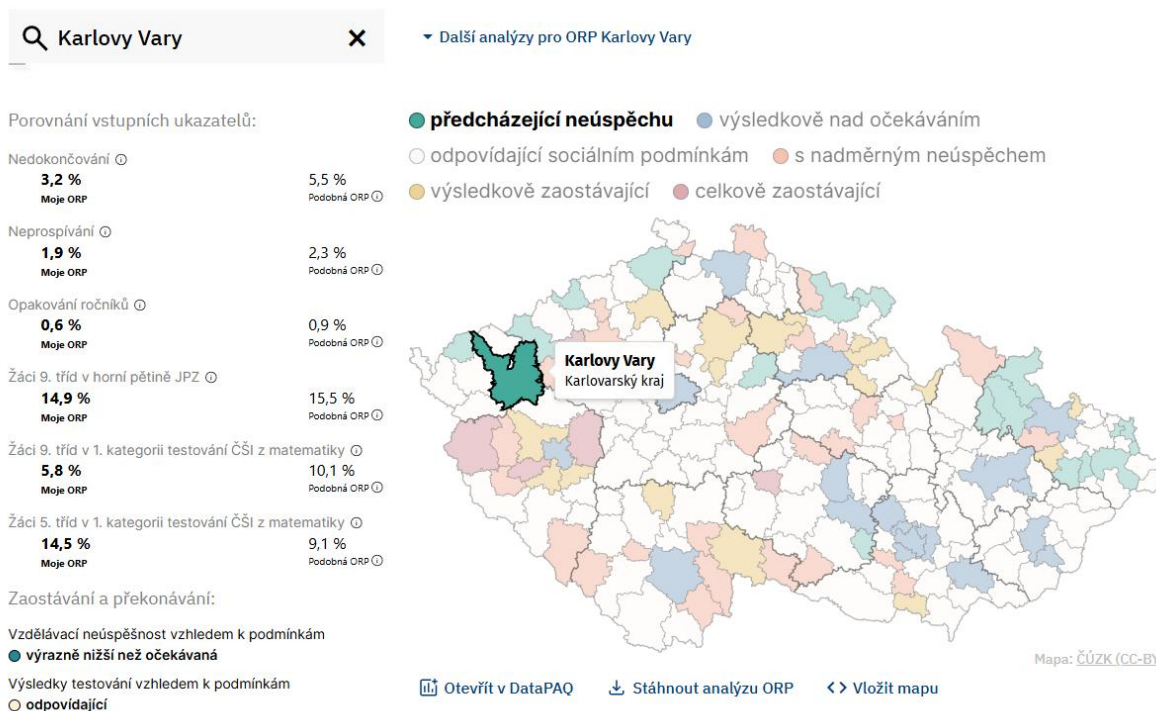 Karlovy Vary
Další analýzy pro ORP Karlovy Vary
Porovnání vstupních ukazatelů:
Nedokončování
3,2 % 5,5 %
Moje ORP Podobná ORP
Neprospívání
1,9 % 2,3 %
Moje ORP Podobná ORP
Opakování ročníků
0,6 % 0,9 %
Moje ORP Podobná ORP
Žáci 9. tříd v horní pětině JPZ
14,9 % 15,5 %
Moje ORP Podobná ORP
Žáci 9. tříd v 1. kategorii testování ČŠI z matematiky
5,8 % 10,1 %
Moje ORP Podobná ORP
Žáci 5. tříd v 1. kategorii testování ČŠI z matematiky
14,5 % 9,1 %
Moje ORP Podobná ORP
Zaostávání a překonávání:
Vzdělávací neúspěšnost vzhledem k podmínkám
výrazně nižší než očekávaná
Výsledky testování vzhledem k podmínkám
odpovídající
předcházející neúspěchu výsledkově nad očekáváním
odpovídající sociálním podmínkám s nadměrným neúspěchem
výsledkově zaostávající celkově zaostávající
Karlovy Vary
Karlovarský kraj
Mapa: ČÚZK (CC-BY
Otevřít v DataPAQ Stáhnout analýzu ORP Vložit mapu